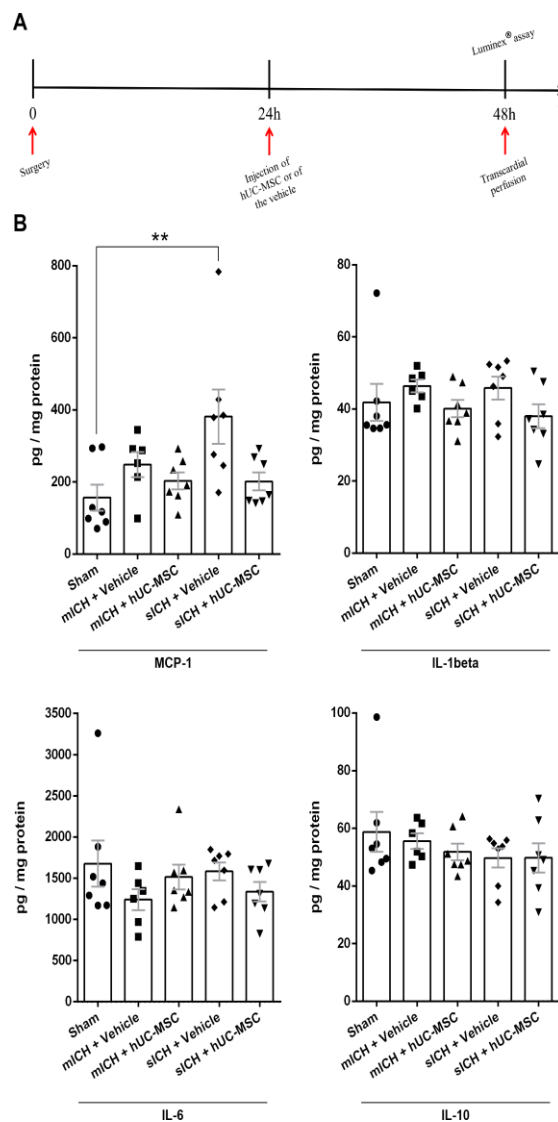 A
Luminex® assay
0
24h
48h
Surgery
Injection of
hUC-MSC or of
the vehicle
Transcardial
perfusion
B
**
800
600
400
200
0
pg / mg protein
Sham
mICH + Vehicle
mICH + hUC-MSC
sICH + Vehicle
sICH + hUC-MSC
MCP-1
80
60
40
20
0
pg / mg protein
Sham
mICH + Vehicle
mICH + hUC-MSC
sICH + Vehicle
sICH + hUC-MSC
IL-1beta
3500
3000
2500
2000
1500
1000
500
0
pg / mg protein
Sham
mICH + Vehicle
mICH + hUC-MSC
sICH + Vehicle
sICH + hUC-MSC
IL-6
100
80
60
40
20
0
pg / mg protein
Sham
mICH + Vehicle
mICH + hUC-MSC
sICH + Vehicle
sICH + hUC-MSC
IL-10